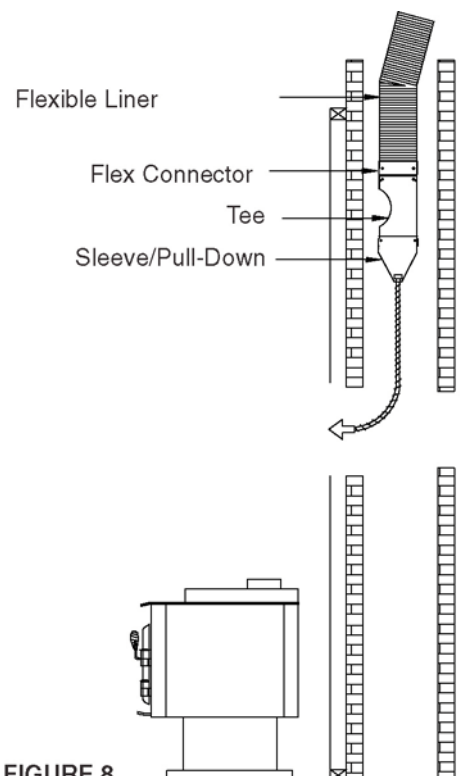 Flexible Liner
Flex Connector
Tee
Sleeve/Pull-Down
FIGURE 8